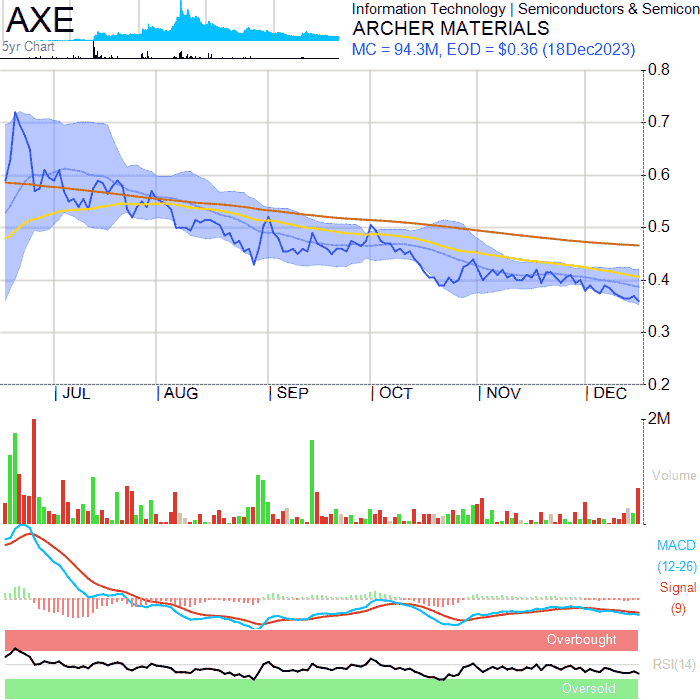 AXE
5yr Chart
Information Technology | Semiconductors & Semicon
ARCHER MATERIALS
MC = 94.3M, EOD = $0.36 (18Dec2023)
0.8
0.7
0.6
0.5
0.4
0.3
0.2
JUL AUG SEP OCT NOV DEC
2M
Volume
MACD
(12-26)
Signal
(9)
Overbought
RSI(14)
Oversold